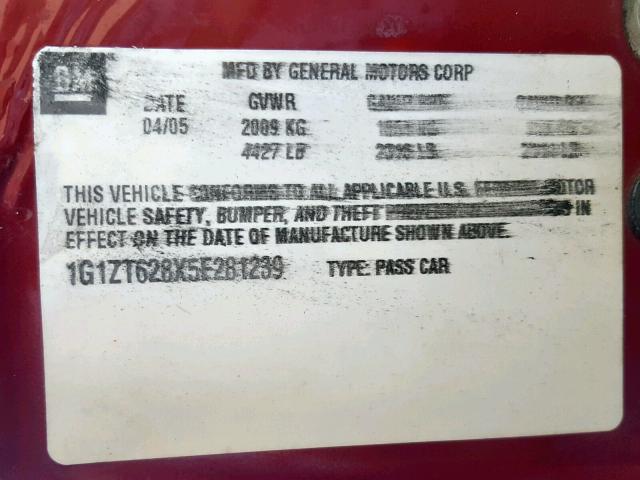 GM
MFD BY GENERAL MOTORS CORP
DATE GVWR
04/05 2009 KG
4427 LB LB
THIS VEHICLE CONFORMS TO ALL APPLICABLE U.S. MOTOR
VEHICLE SAFETY, BUMPER, AND THEFT IN
EFFECT ON THE DATE OF MANUFACTURE SHOWN ABOVE.
1G1ZT628X5F281239 TYPE: PASS CAR